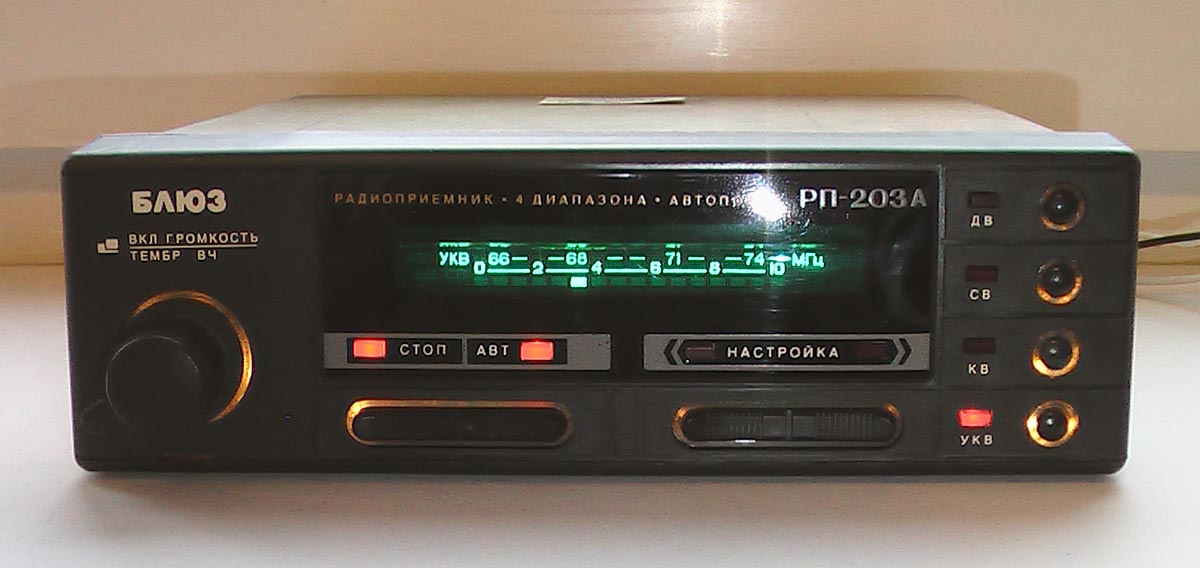 БЛЮЗ
ВКЛ ГРОМКОСТЬ
ТЕМБР ВЧ
РАДИОПРИЕМНИК • 4 ДИАПАЗОНА •
РП-203А
УКВ 66 — —68 — — 71 — —74 — МГц
0 2 4 6 8 10
СТОП
АВТ
НАСТРОЙКА
ДВ
СВ
КВ
УКВ